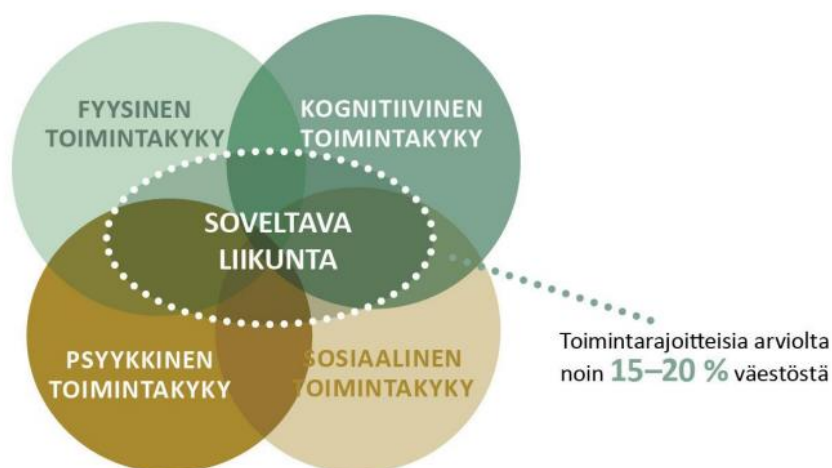 FYYSINEN
TOIMINTAKYKY
KOGNITIIVINEN
TOIMINTAKYKY
SOVELTAVA
LIIKUNTA
PSYYKKINEN
TOIMINTAKYKY
SOSIAALINEN
TOIMINTAKYKY
Toimintarajoitteisia arviolta
noin 15–20 % väestöstä